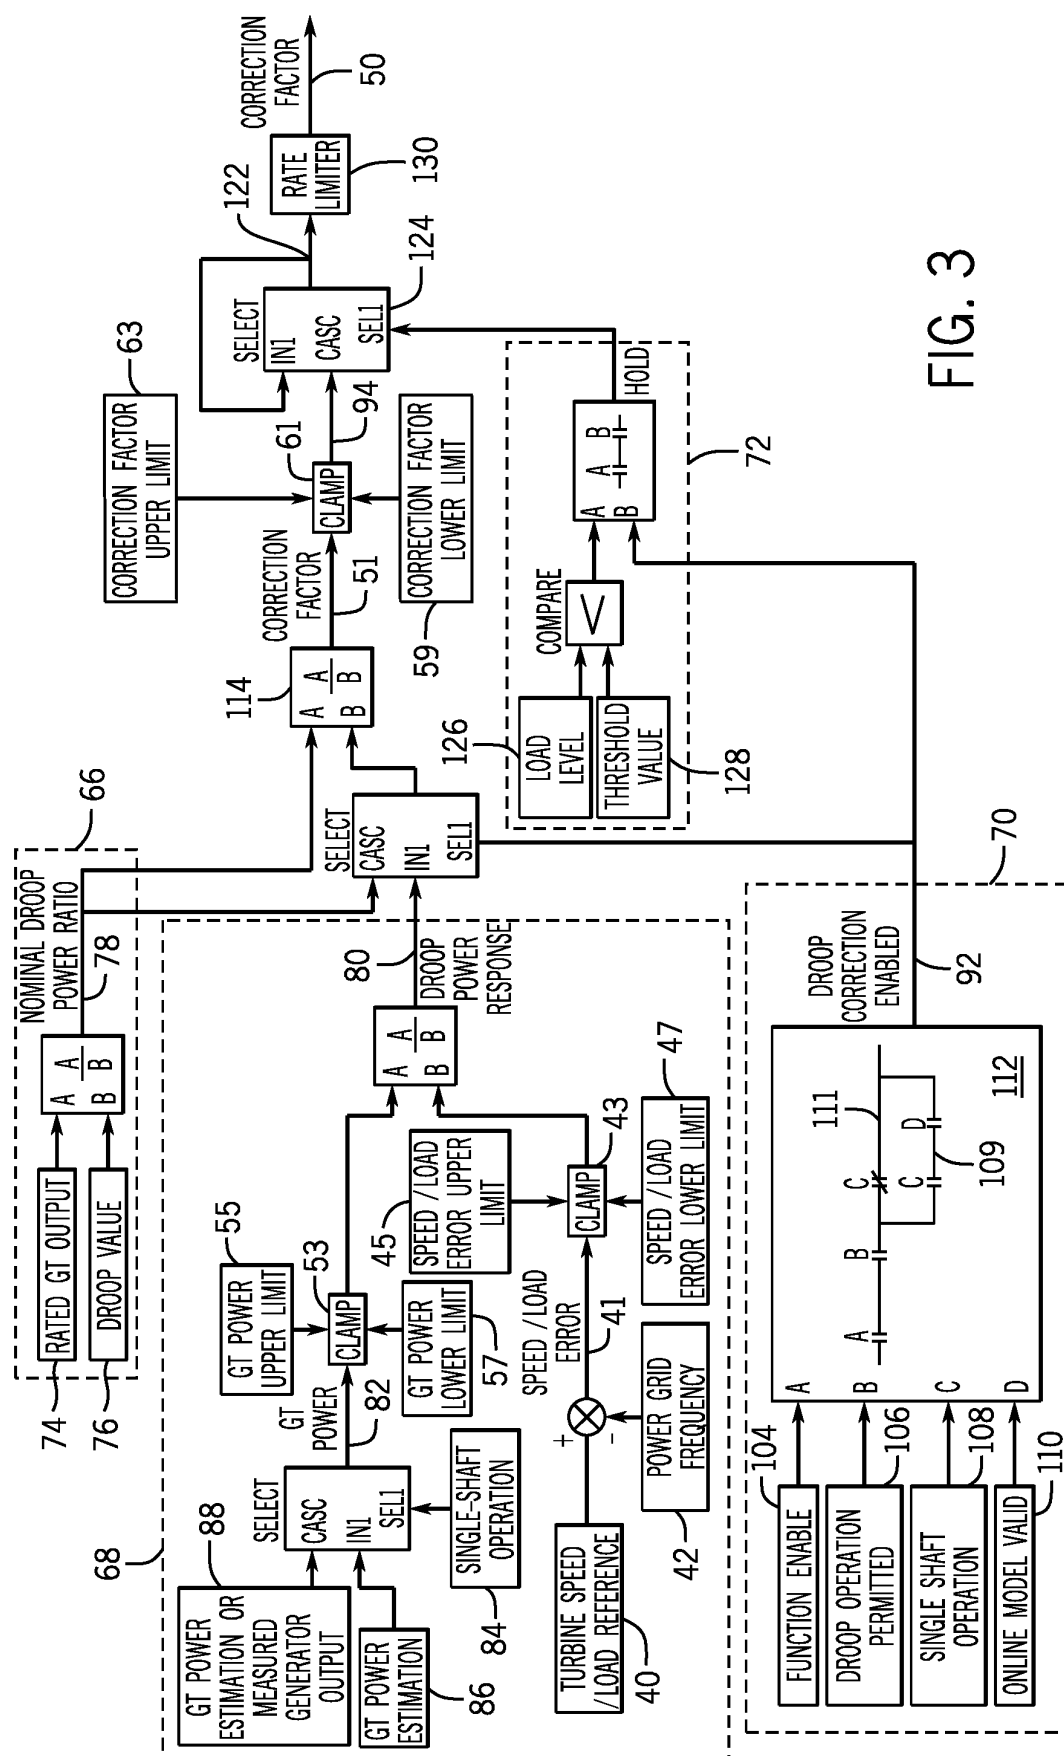 66
RATED GT OUTPUT
74
DROOP VALUE
76
A
B
A
B
NOMINAL DROOP
POWER RATIO
78
68
GT POWER
ESTIMATION OR
MEASURED
GENERATOR
OUTPUT
88
GT POWER
ESTIMATION
86
SELECT
CASC
IN1
SEL1
SINGLE-SHAFT
OPERATION
84
GT
POWER
82
GT POWER
UPPER LIMIT
55
CLAMP
53
GT POWER
LOWER LIMIT
57
TURBINE SPEED
/LOAD REFERENCE
40
+
-
POWER GRID
FREQUENCY
42
SPEED /LOAD
ERROR
41
SPEED /LOAD
ERROR UPPER
LIMIT
45
CLAMP
43
SPEED /LOAD
ERROR LOWER LIMIT
47
A
B
A
B
80
DROOP
POWER
RESPONSE
SELECT
CASC
IN1
SEL1
114
A
B
A
B
CORRECTION
FACTOR
51
CORRECTION FACTOR
UPPER LIMIT
63
CLAMP
61
CORRECTION FACTOR
LOWER LIMIT
59
94
SELECT
IN1
CASC
SEL1
124
122
RATE
LIMITER
130
CORRECTION
FACTOR
50
126
LOAD
LEVEL
THRESHOLD
VALUE
128
COMPARE
<
A
B
A B
HOLD
72
70
FUNCTION ENABLE
104
DROOP OPERATION
PERMITTED
106
SINGLE SHAFT
OPERATION
108
ONLINE MODEL VALID
110
A
B
C
D
A B C
C D
111
109
112
DROOP
CORRECTION
ENABLED
92
FIG. 3